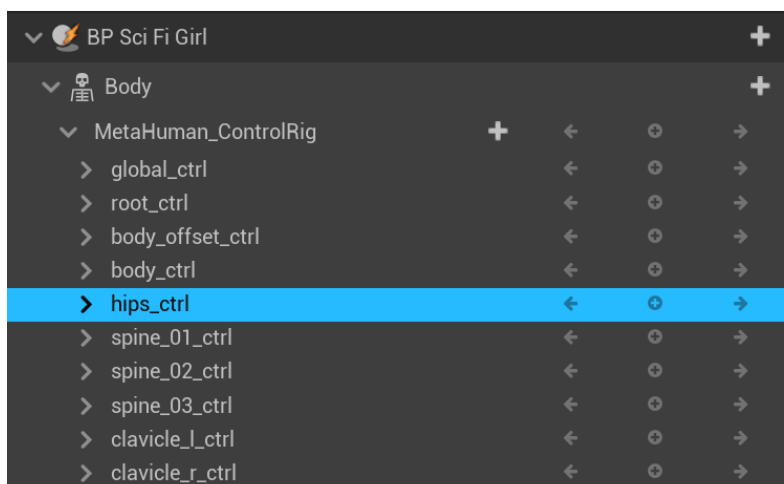 BP Sci Fi Girl
Body
MetaHuman_ControlRig
global_ctrl
root_ctrl
body_offset_ctrl
body_ctrl
hips_ctrl
spine_01_ctrl
spine_02_ctrl
spine_03_ctrl
clavicle_l_ctrl
clavicle_r_ctrl